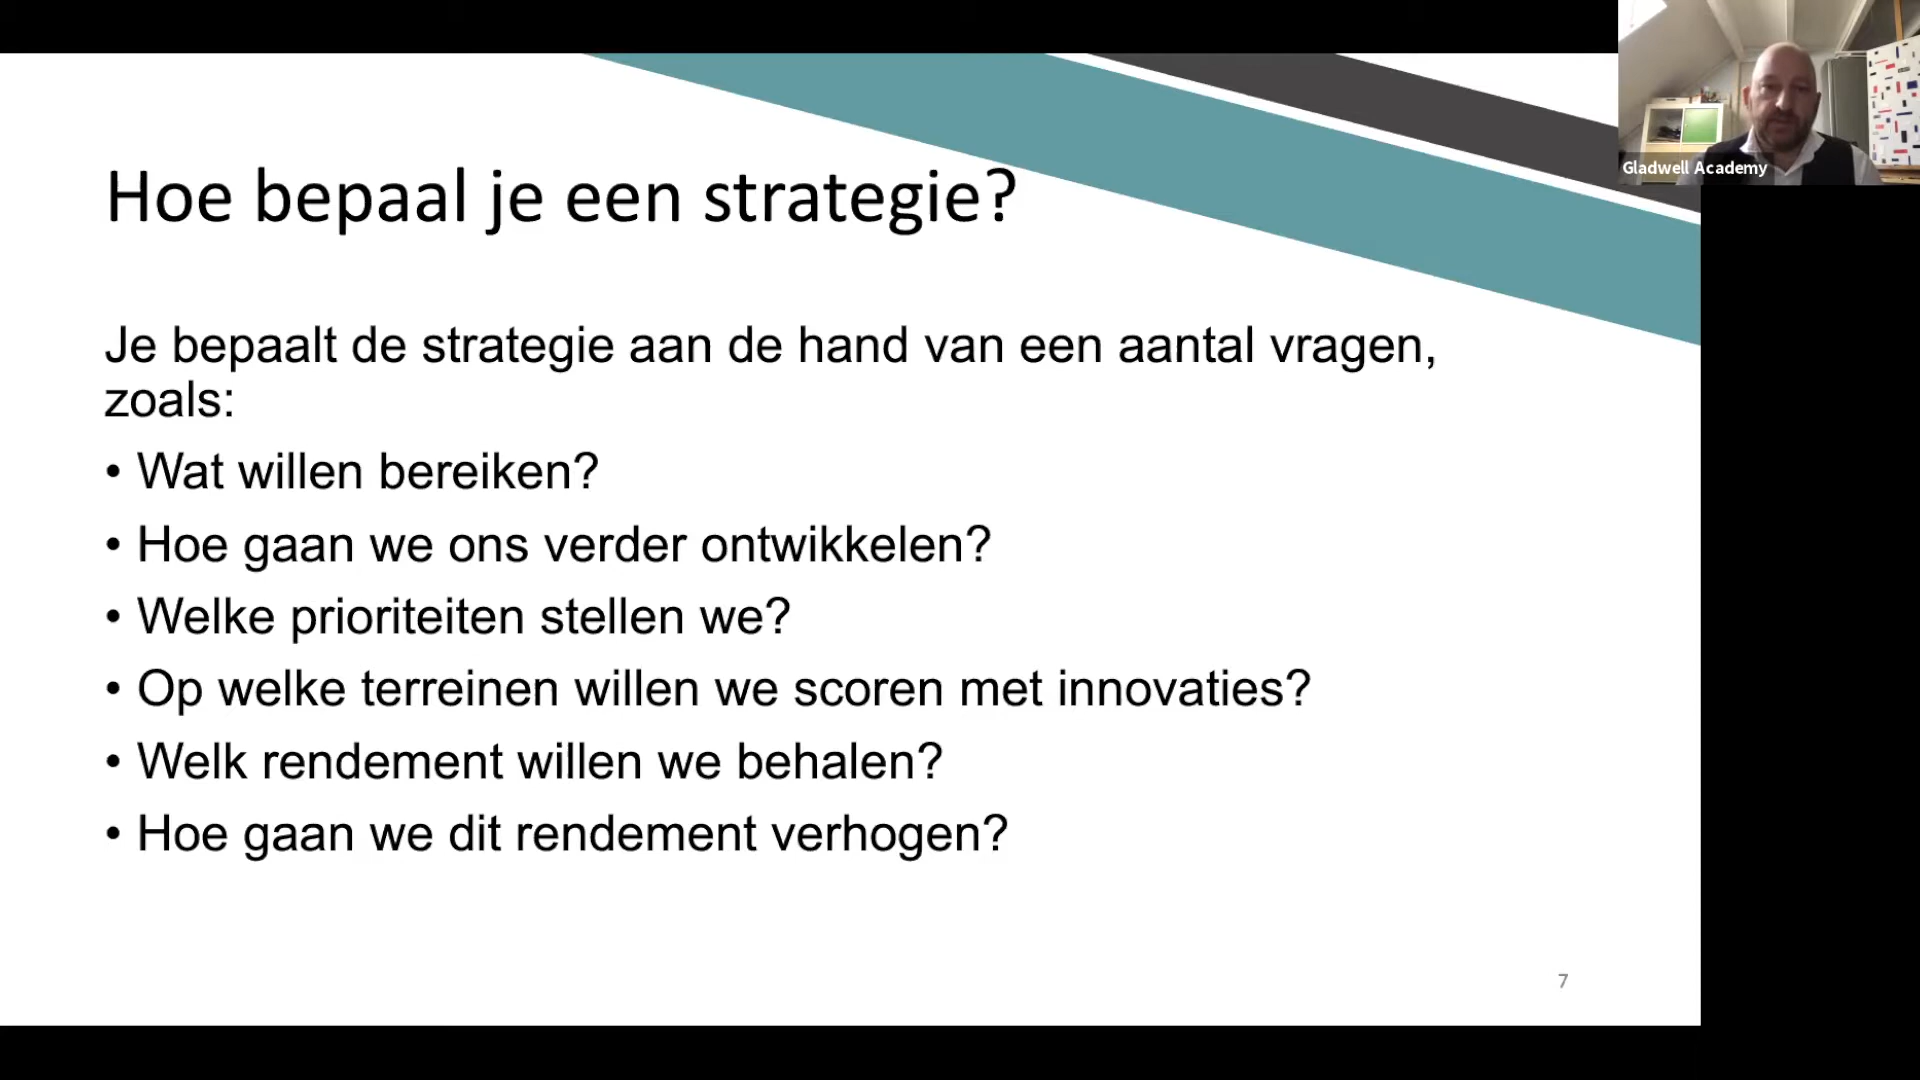 Gladwell Academy
Hoe bepaal je een strategie?
Je bepaalt de strategie aan de hand van een aantal vragen,
zoals:
• Wat willen bereiken?
• Hoe gaan we ons verder ontwikkelen?
• Welke prioriteiten stellen we?
• Op welke terreinen willen we scoren met innovaties?
• Welk rendement willen we behalen?
• Hoe gaan we dit rendement verhogen?
7